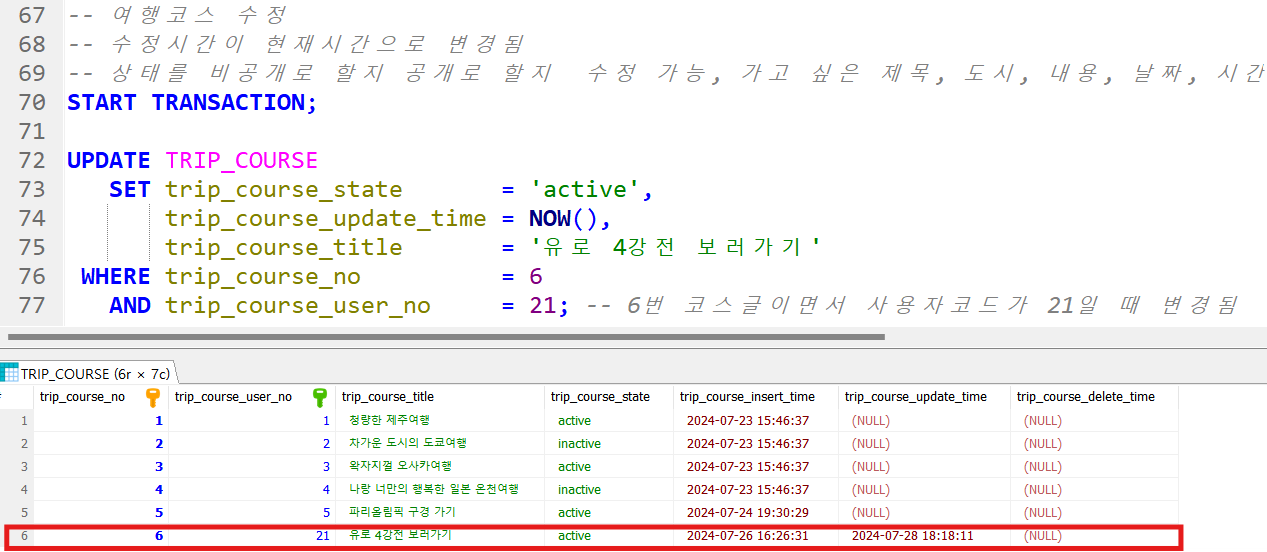 67 -- 여행코스 수정
68 -- 수정시간이 현재시간으로 변경됨
69 -- 상태를 비공개로 할지 공개로 할지 수정 가능, 가고 싶은 제목, 도시, 내용, 날짜, 시간
70 START TRANSACTION;
71
72 UPDATE TRIP_COURSE
73 SET trip_course_state = 'active',
74 trip_course_update_time = NOW(),
75 trip_course_title = '유로 4강전 보러가기'
76 WHERE trip_course_no = 6
77 AND trip_course_user_no = 21; -- 6번 코스글이면서 사용자코드가 21일 때 변경됨
TRIP_COURSE (6r × 7c)
trip_course_no trip_course_user_no trip_course_title trip_course_state trip_course_insert_time trip_course_update_time trip_course_delete_time
1 1 1 청량한 제주여행 active 2024-07-23 15:46:37 (NULL) (NULL)
2 2 2 차가운 도시의 도쿄여행 inactive 2024-07-23 15:46:37 (NULL) (NULL)
3 3 3 왁자지껄 오사카여행 active 2024-07-23 15:46:37 (NULL) (NULL)
4 4 4 나랑 너만의 행복한 일본 온천여행 inactive 2024-07-23 15:46:37 (NULL) (NULL)
5 5 5 파리올림픽 구경 가기 active 2024-07-24 19:30:29 (NULL) (NULL)
6 6 21 유로 4강전 보러가기 active 2024-07-26 16:26:31 2024-07-28 18:18:11 (NULL)